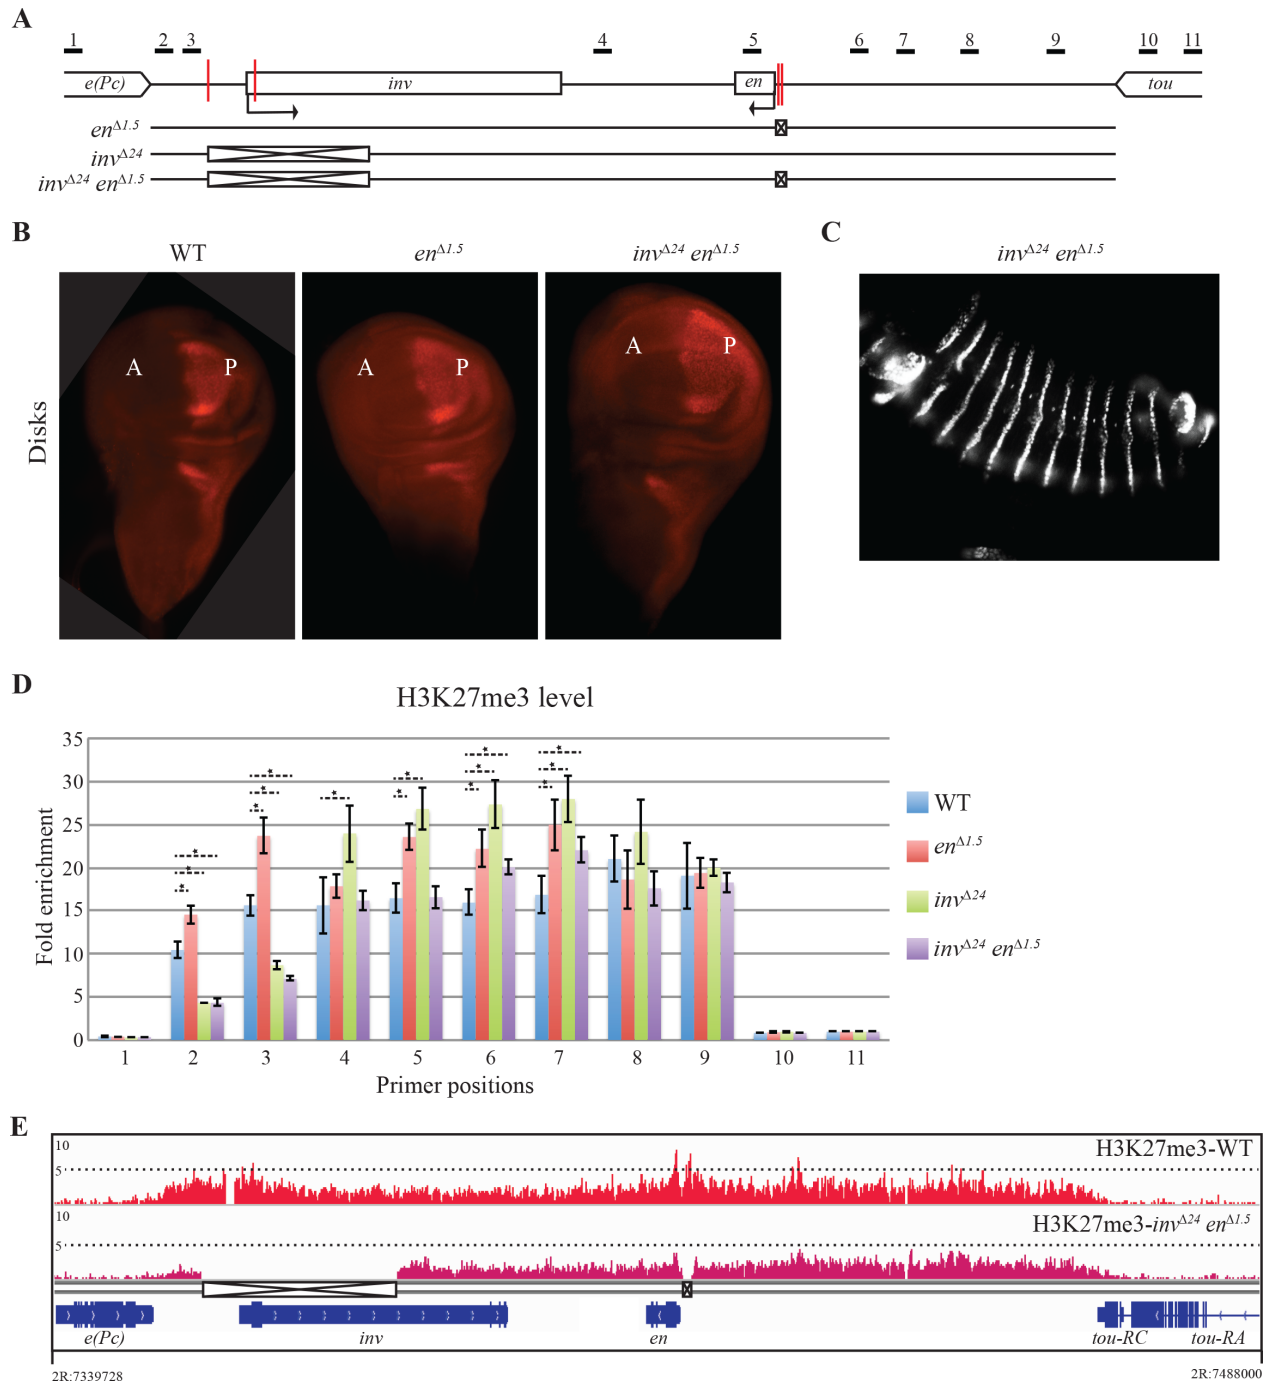 A
1 2 3 4 5 6 7 8 9 10 11
e(Pc) inv en tou
enΔ1.5
invΔ24
invΔ24 enΔ1.5
B
WT enΔ1.5 invΔ24 enΔ1.5
Disks
A P A P A P
C
invΔ24 enΔ1.5
D
H3K27me3 level
Fold enrichment
35
30
25
20
15
10
5
0
1 2 3 4 5 6 7 8 9 10 11
Primer positions
WT
enΔ1.5
invΔ24
invΔ24 enΔ1.5
E
10
H3K27me3-WT
5
10
H3K27me3-invΔ24 enΔ1.5
5
e(Pc) inv en tou-RC tou-RA
2R:7339728 2R:7488000